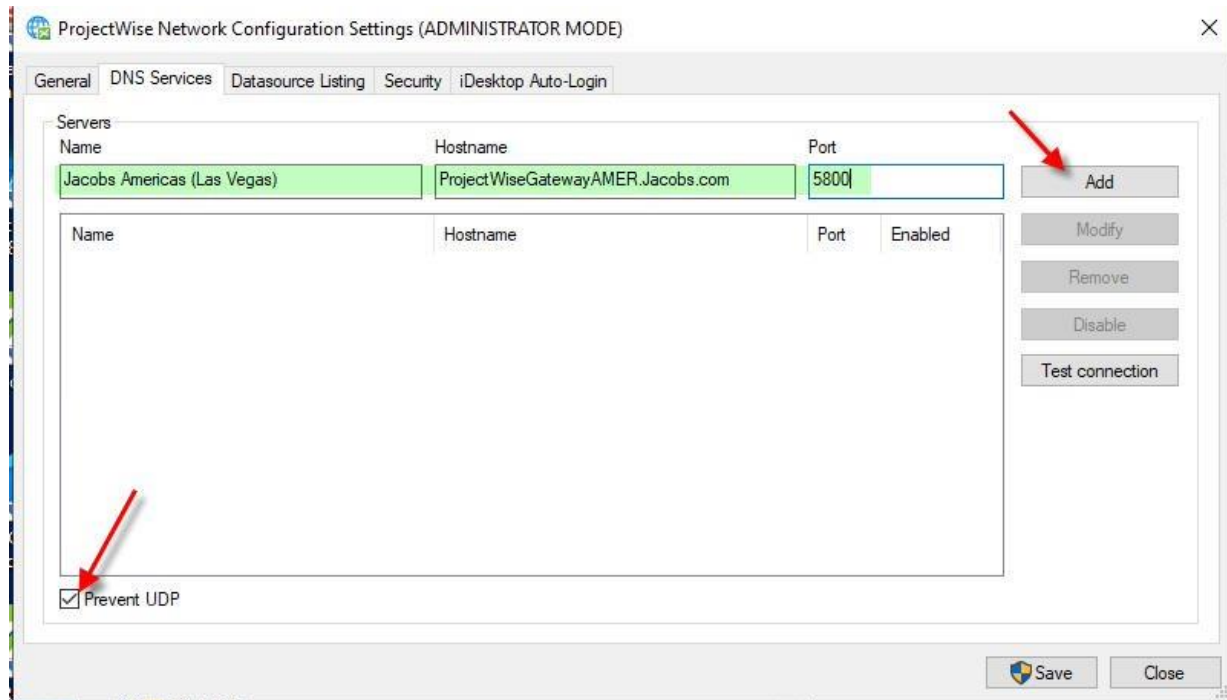 ProjectWise Network Configuration Settings (ADMINISTRATOR MODE)
General DNS Services Datasource Listing Security iDesktop Auto-Login
Servers
Name Hostname Port
Jacobs Americas (Las Vegas) ProjectWiseGatewayAMER.Jacobs.com 5800 Add
Name Hostname Port Enabled Modify
Remove
Disable
Test connection
Prevent UDP
Save Close